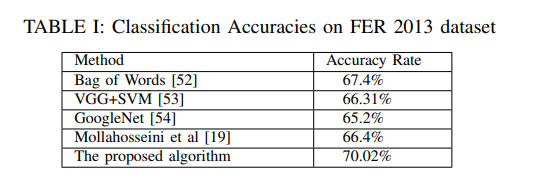 TABLE I: Classification Accuracies on FER 2013 dataset
Method Accuracy Rate
Bag of Words [52] 67.4%
VGG+SVM [53] 66.31%
GoogleNet [54] 65.2%
Mollahosseini et al [19] 66.4%
The proposed algorithm 70.02%